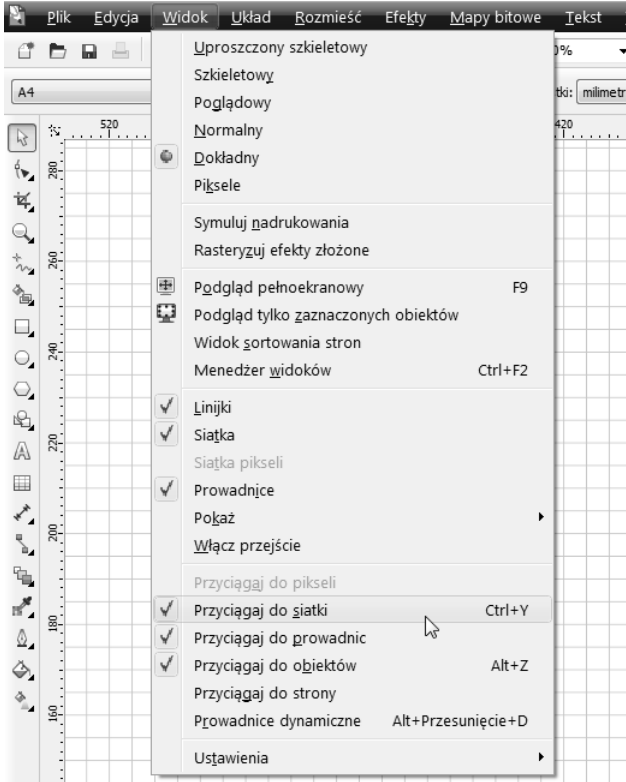 Plik Edycja Widok Układ Rozmieść Efekty Mapy bitowe Tekst
Uproszczony szkieletowy
Szkieletowy
Poglądowy
Normalny
Dokładny
Piksele
Symuluj nadrukowania
Rasteryzuj efekty złożone
Podgląd pełnoekranowy F9
Podgląd tylko zaznaczonych obiektów
Widok sortowania stron
Menedżer widoków Ctrl+F2
Linijki
Siatka
Siatka pikseli
Prowadnice
Pokaż
Włącz przejście
Przyciągaj do pikseli
Przyciągaj do siatki Ctrl+Y
Przyciągaj do prowadnic
Przyciągaj do obiektów Alt+Z
Przyciągaj do strony
Prowadnice dynamiczne Alt+Przesunięcie+D
Ustawienia
A4
0%
tki: milimetr
520
420
280
260
240
220
200
180
160